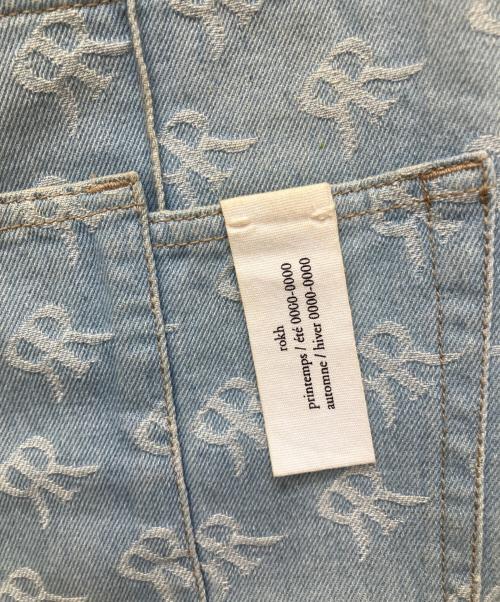 rokh
printemps / été 0000-0000
automne / hiver 0000-0000